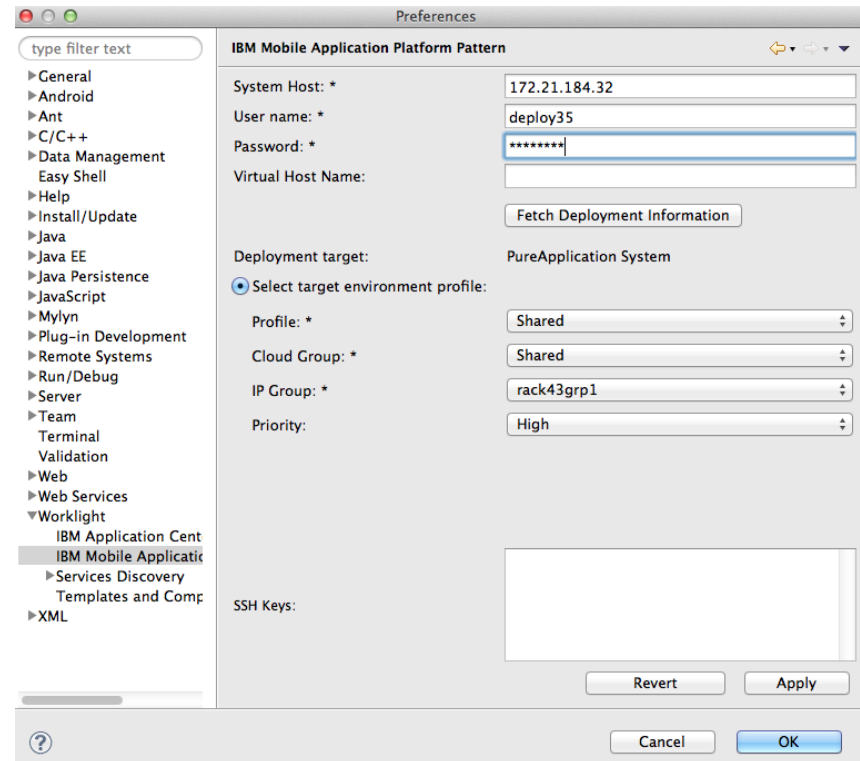 Preferences
type filter text
General
Android
Ant
C/C++
Data Management
Easy Shell
Help
Install/Update
Java
Java EE
Java Persistence
JavaScript
Mylyn
Plug-in Development
Remote Systems
Run/Debug
Server
Team
Terminal
Validation
Web
Web Services
Worklight
IBM Application Cent
IBM Mobile Applicatio
Services Discovery
Templates and Comp
XML
IBM Mobile Application Platform Pattern
System Host: * 172.21.184.32
User name: * deploy35
Password: * ********
Virtual Host Name:
Fetch Deployment Information
Deployment target: PureApplication System
Select target environment profile:
Profile: * Shared
Cloud Group: * Shared
IP Group: * rack43grp1
Priority: High
SSH Keys:
Revert Apply
? Cancel OK